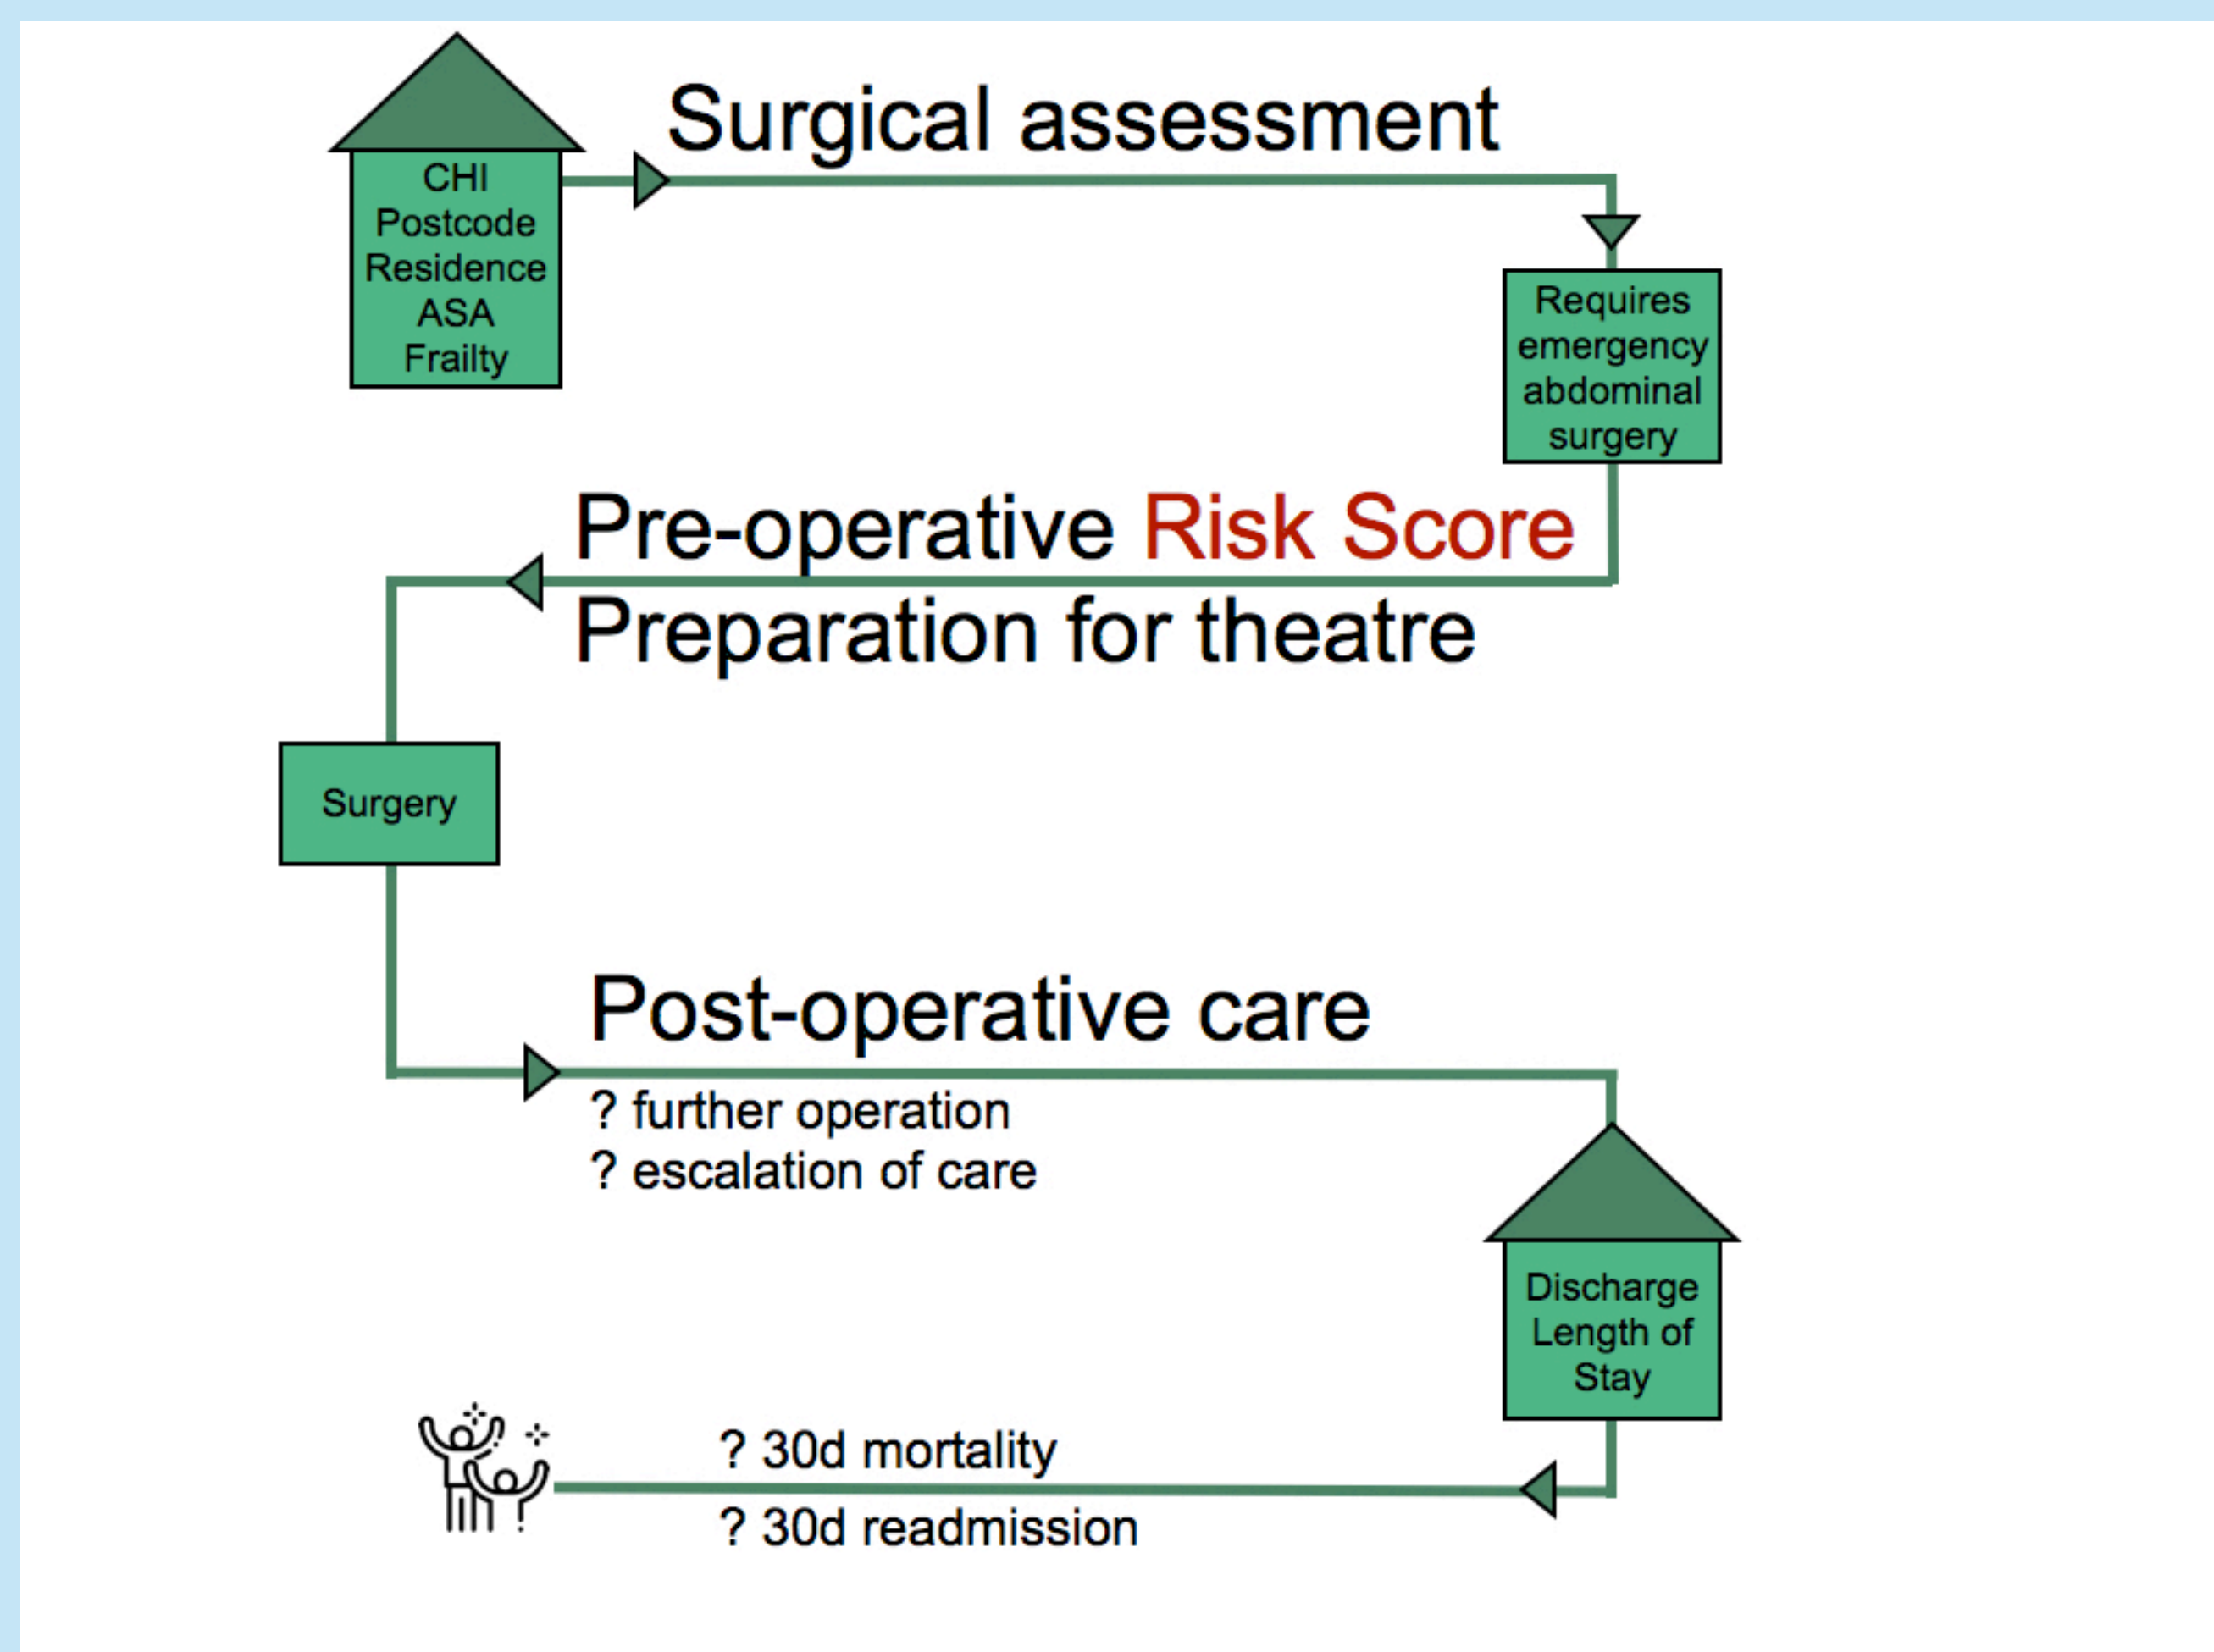 Surgical assessment
CHI
Postcode
Residence
ASA
Frailty
Requires
emergency
abdominal
surgery
Pre-operative Risk Score
Preparation for theatre
Surgery
Post-operative care
? further operation
? escalation of care
Discharge
Length of
Stay
? 30d mortality
? 30d readmission